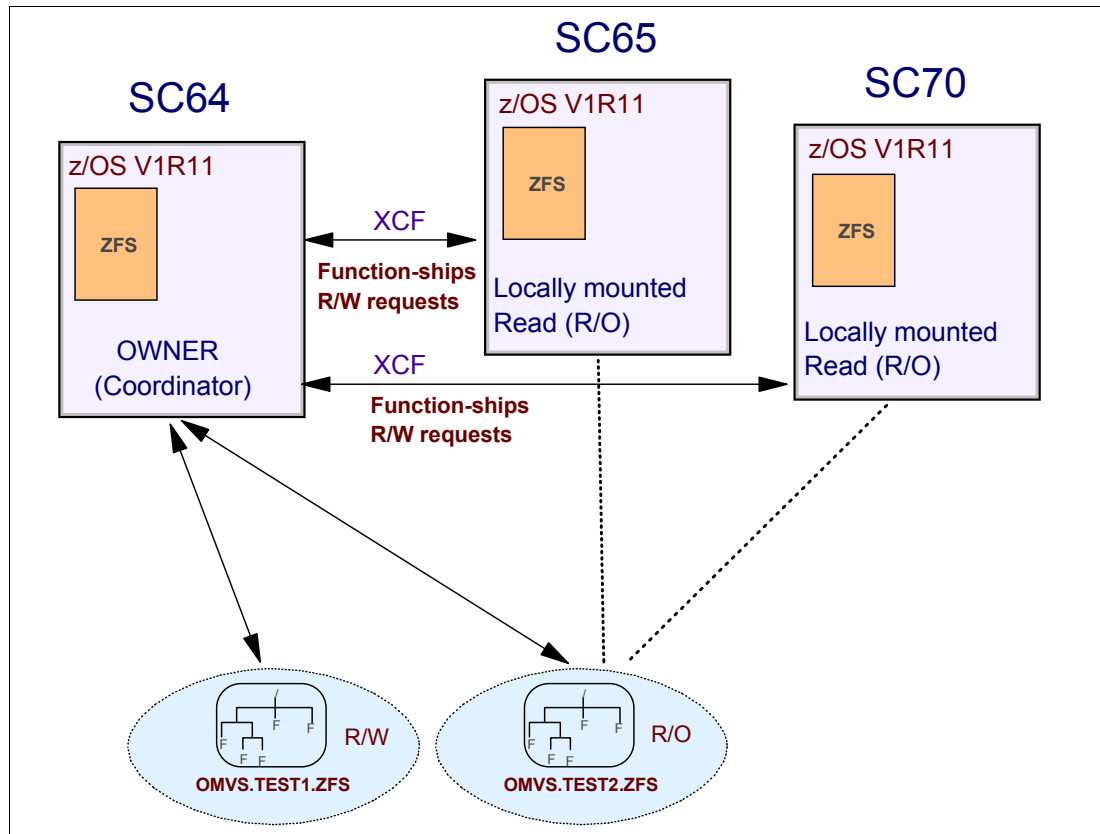 SC65
SC64
SC70
z/OS V1R11
ZFS
OWNER
(Coordinator)
XCF
Function-ships
R/W requests
XCF
Function-ships
R/W requests
z/OS V1R11
ZFS
Locally mounted
Read (R/O)
z/OS V1R11
ZFS
Locally mounted
Read (R/O)
/
F
F
F
F
F
R/W
OMVS.TEST1.ZFS
/
F
F
F
F
F
R/O
OMVS.TEST2.ZFS